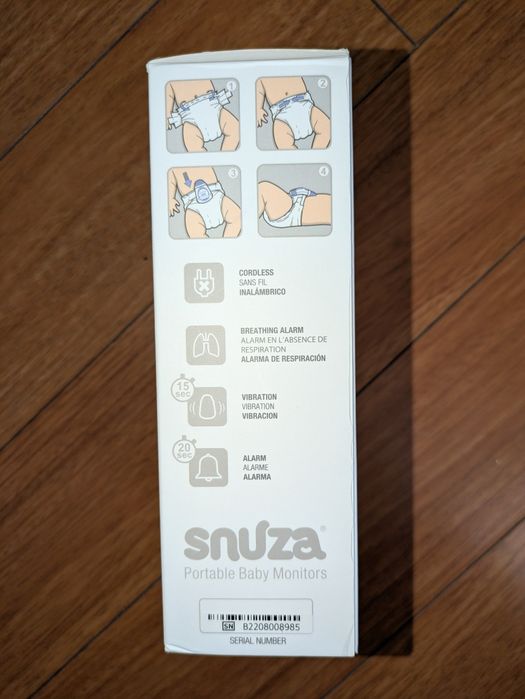 1
2
3
4
CORDLESS
SANS FIL
INALÁMBRICO
BREATHING ALARM
ALARM EN L'ABSENCE DE
RESPIRATION
ALARMA DE RESPIRACIÓN
15
sec
VIBRATION
VIBRATION
VIBRACION
20
sec
ALARM
ALARME
ALARMA
snuza®
Portable Baby Monitors
SN B2208008985
SERIAL NUMBER